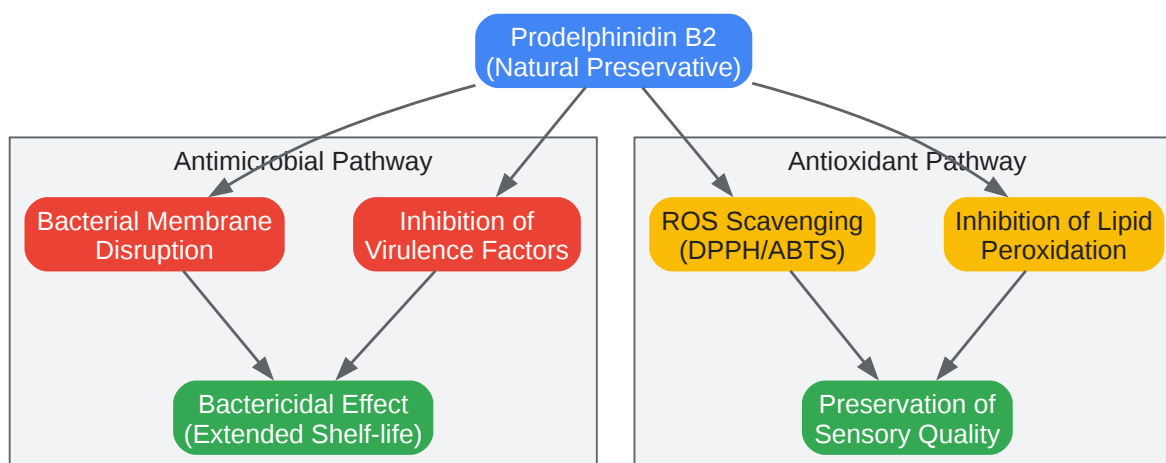 Prodelphinidin B2
(Natural Preservative)
Antimicrobial Pathway
Antioxidant Pathway
Bacterial Membrane
Disruption
Inhibition of
Virulence Factors
ROS Scavenging
(DPPH/ABTS)
Inhibition of Lipid
Peroxidation
Bactericidal Effect
(Extended Shelf-life)
Preservation of
Sensory Quality